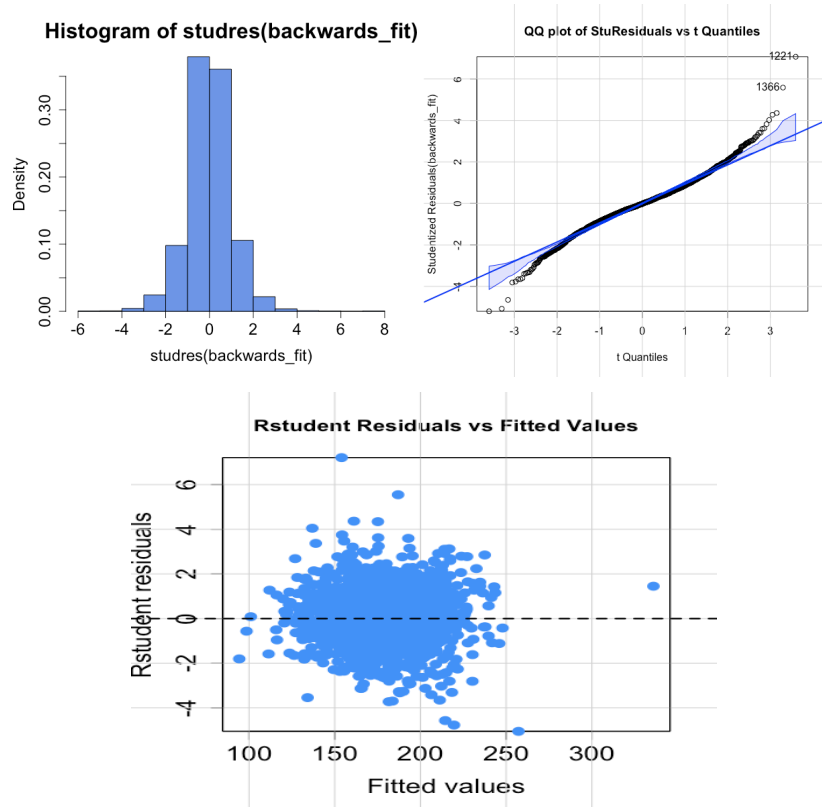 Histogram of studres(backwards_fit)
Density
0.00 0.10 0.20 0.30
-6 -4 -2 0 2 4 6 8
studres(backwards_fit)
QQ plot of StuResiduals vs t Quantiles
Studentized Residuals(backwards_fit)
-4 -2 0 2 4 6
1221
1366
-3 -2 -1 0 1 2 3
t Quantiles
Rstudent Residuals vs Fitted Values
Rstudent residuals
-4 -2 0 2 4 6
100 150 200 250 300
Fitted values